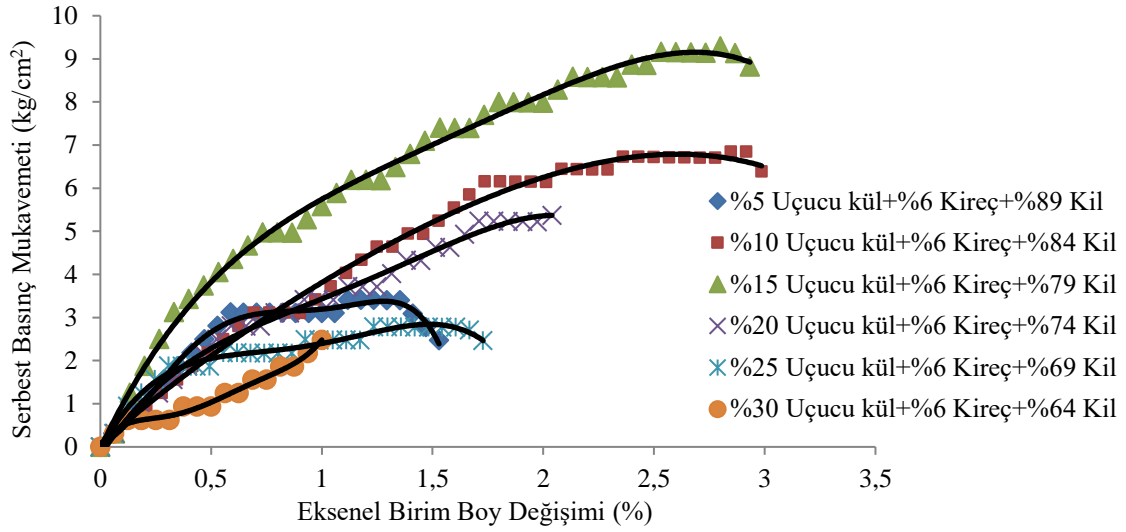 Serbest Basınç Mukavemeti (kg/cm²)
10
9
8
7
6
5
4
3
2
1
0
0
0,5
1
1,5
2
2,5
3
3,5
Eksenel Birim Boy Değişimi (%)
%5 Uçucu kül+%6 Kireç+%89 Kil
%10 Uçucu kül+%6 Kireç+%84 Kil
%15 Uçucu kül+%6 Kireç+%79 Kil
%20 Uçucu kül+%6 Kireç+%74 Kil
%25 Uçucu kül+%6 Kireç+%69 Kil
%30 Uçucu kül+%6 Kireç+%64 Kil